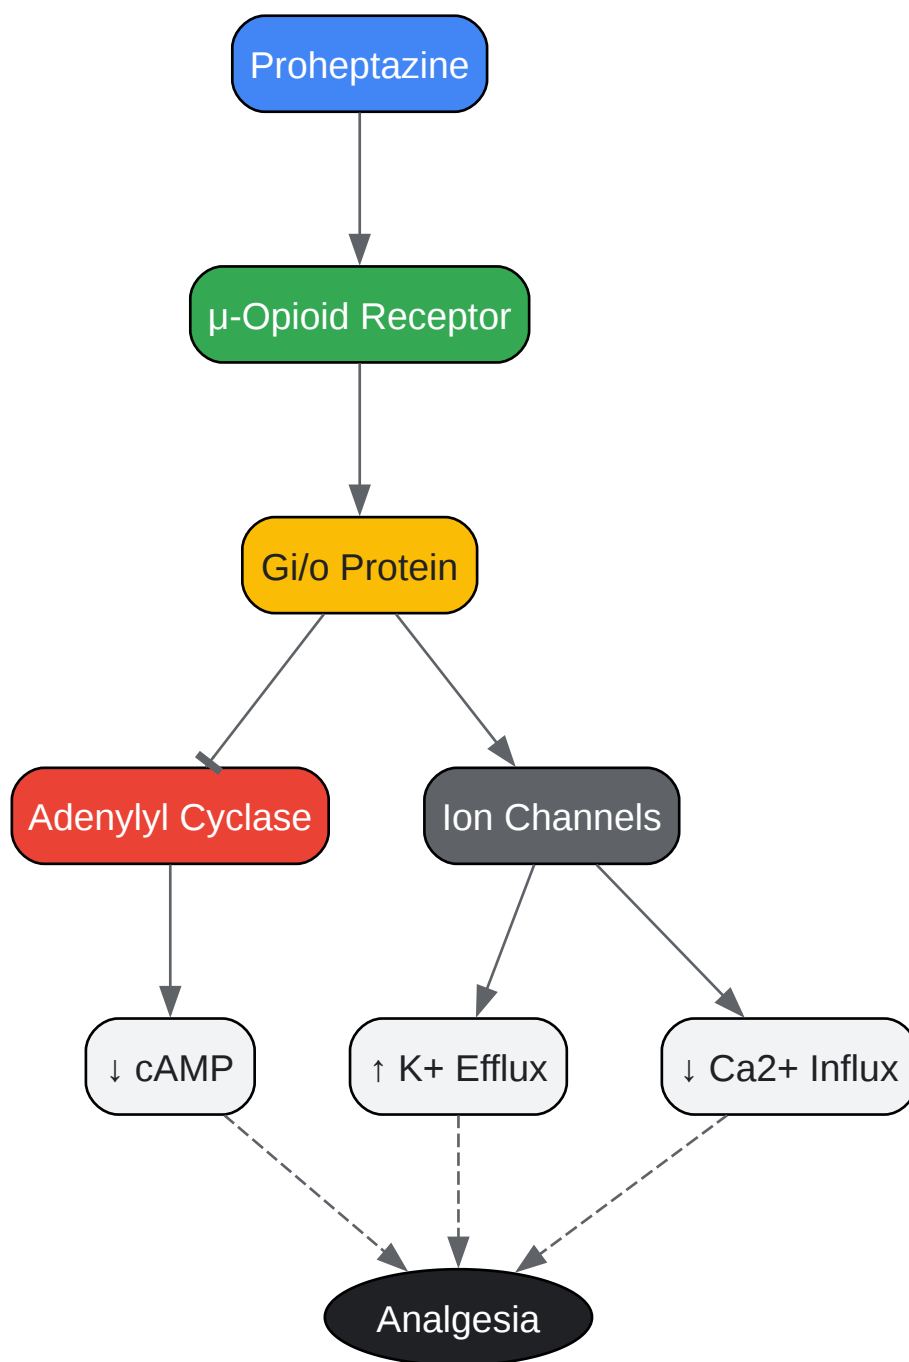 Proheptazine
μ-Opioid Receptor
Gi/o Protein
Adenylyl Cyclase
Ion Channels
↓ cAMP
↑ K+ Efflux
↓ Ca2+ Influx
Analgesia